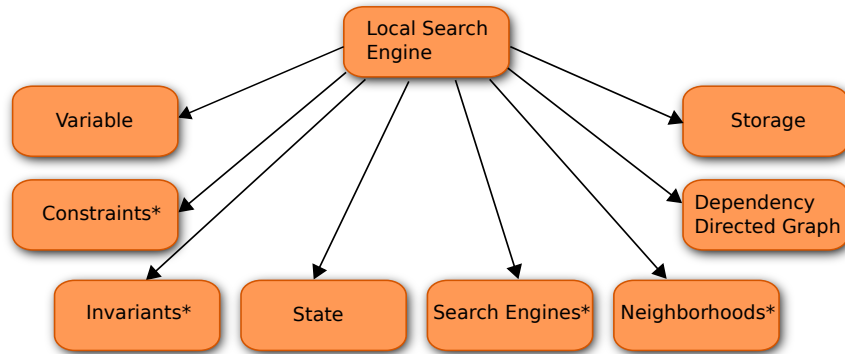 Local Search
Engine
Variable
Storage
Constraints*
Dependency
Directed Graph
Invariants*
State
Search Engines*
Neighborhoods*